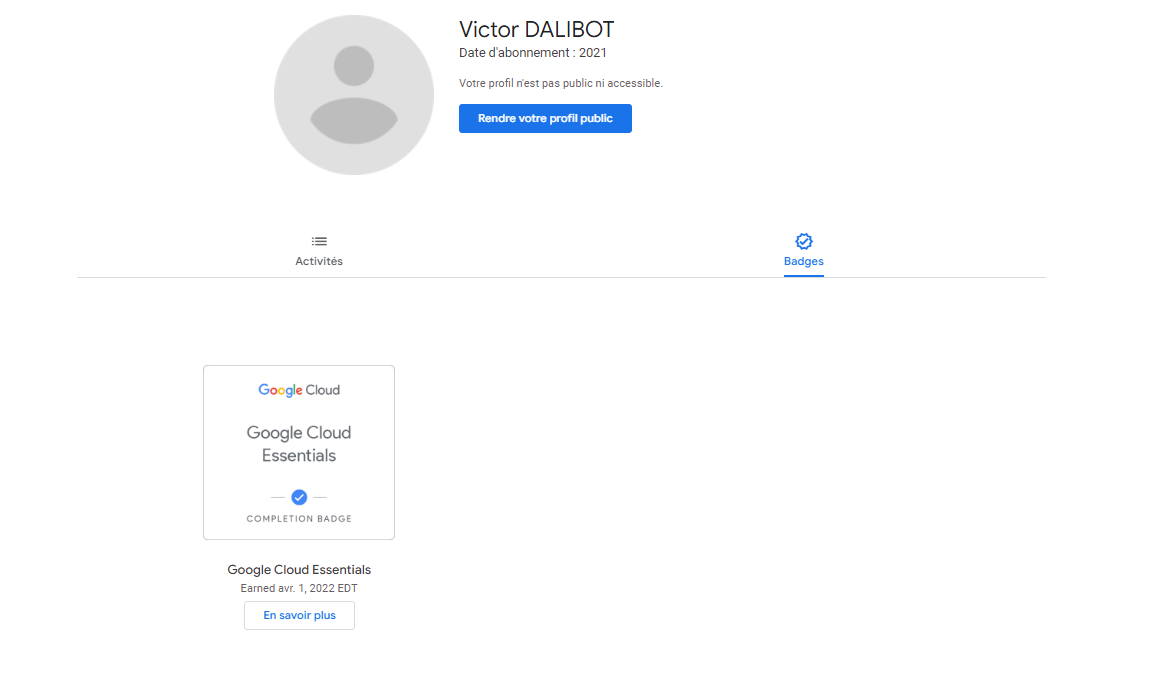 Victor DALIBOT
Date d'abonnement : 2021
Votre profil n'est pas public ni accessible.
Rendre votre profil public
Activités
Badges
Google Cloud
Google Cloud
Essentials
COMPLETION BADGE
Google Cloud Essentials
Earned avr. 1, 2022 EDT
En savoir plus